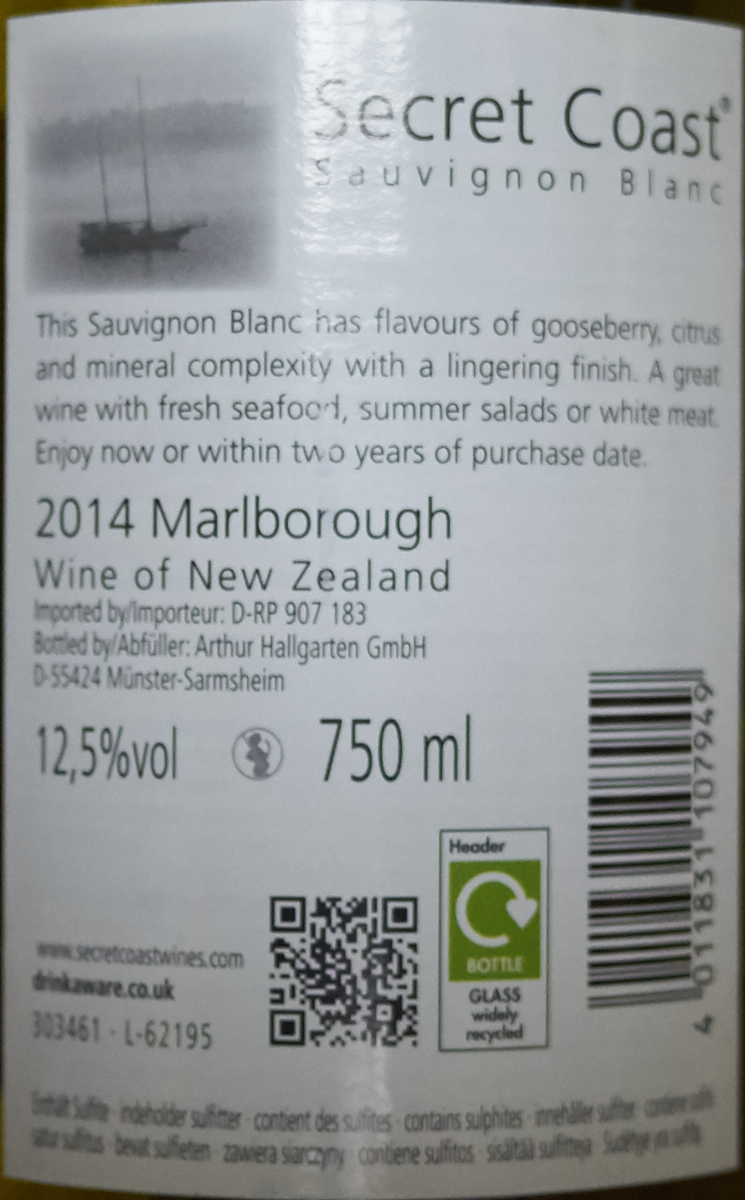 Secret Coast®
Sauvignon Blanc
This Sauvignon Blanc has flavours of gooseberry, citrus
and mineral complexity with a lingering finish. A great
wine with fresh seafood, summer salads or white meat.
Enjoy now or within two years of purchase date.
2014 Marlborough
Wine of New Zealand
Imported by/Importeur: D-RP 907 183
Bottled by/Abfüller: Arthur Hallgarten GmbH
D-55424 Münster-Sarmsheim
12,5%vol 750 ml
Header
BOTTLE
GLASS
widely
recycled
4 011831 107949
www.secretcoastwines.com
drinkaware.co.uk
303461 - L-62195
Enthält Sulfite · indeholder sulfitter · contient des sulfites · contains sulphites · innehåller sulfiter · contiene
sulfitus · bevat sulfieten · zawiera siarczyny · contiene sulfitos · sisältää sulfiitteja · Sudėtyje yra